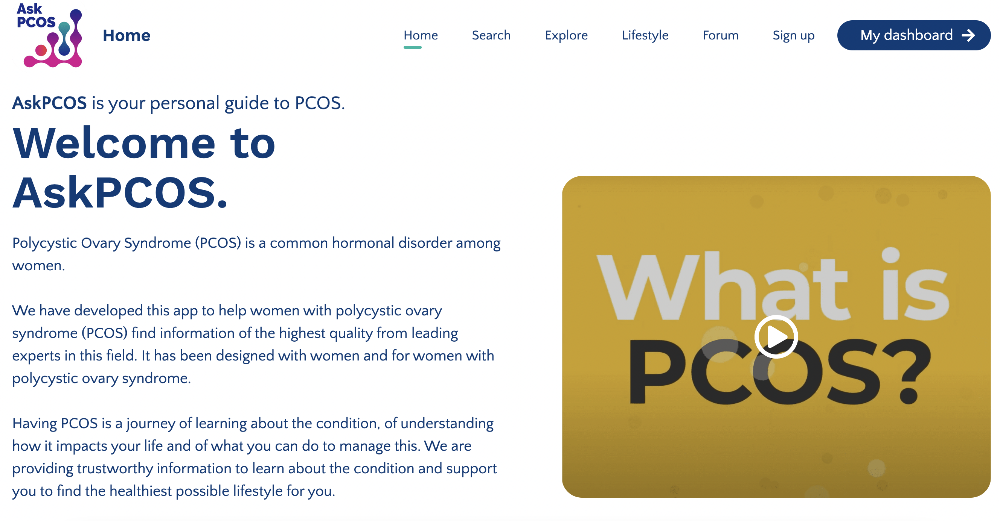 Ask
PCOS
Home
Home
Search
Explore
Lifestyle
Forum
Sign up
My dashboard
AskPCOS is your personal guide to PCOS.
Welcome to
AskPCOS.
Polycystic Ovary Syndrome (PCOS) is a common hormonal disorder among
women.
We have developed this app to help women with polycystic ovary
syndrome (PCOS) find information of the highest quality from leading
experts in this field. It has been designed with women and for women with
polycystic ovary syndrome.
Having PCOS is a journey of learning about the condition, of understanding
how it impacts your life and of what you can do to manage this. We are
providing trustworthy information to learn about the condition and support
you to find the healthiest possible lifestyle for you.
What is
PCOS?